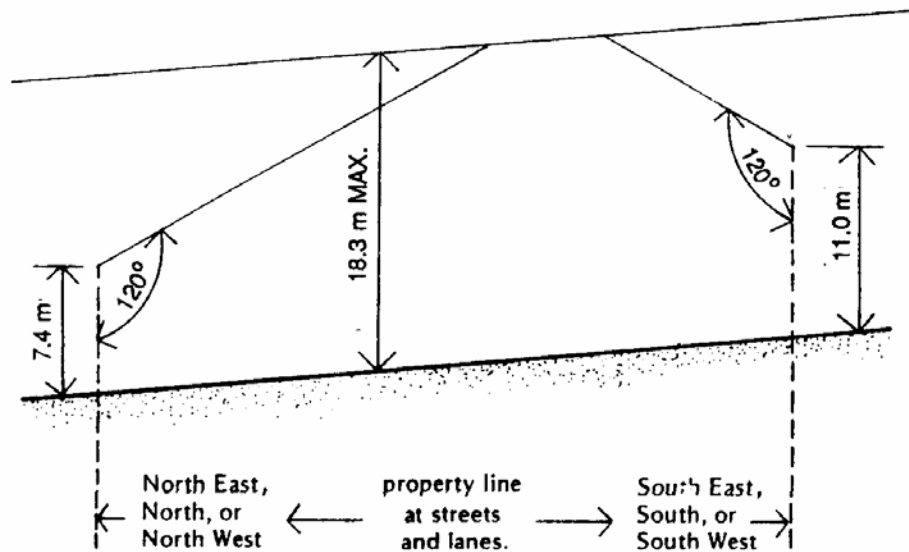 18.3 m MAX.
120°
11.0 m
120°
7.4 m
North East,
North, or
North West
property line
at streets
and lanes.
South East,
South, or
South West